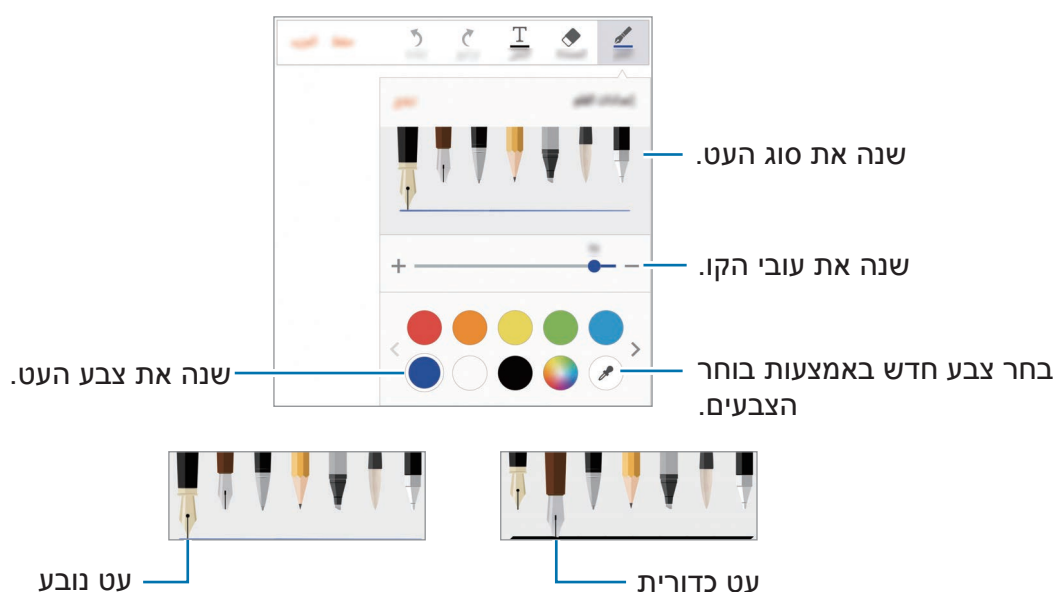 T
שנה את סוג העט.
שנה את עובי הקו.
שנה את צבע העט.
בחר צבע חדש באמצעות בוחר
הצבעים.
עט נובע
עט כדורית